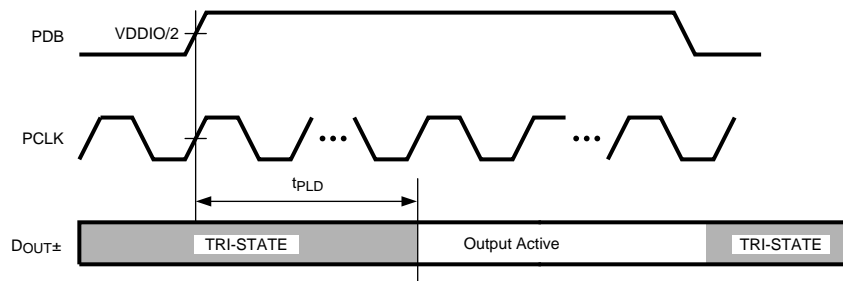 PDB
VDDIO/2
PCLK
tPLD
DOUT±
TRI-STATE
Output Active
TRI-STATE